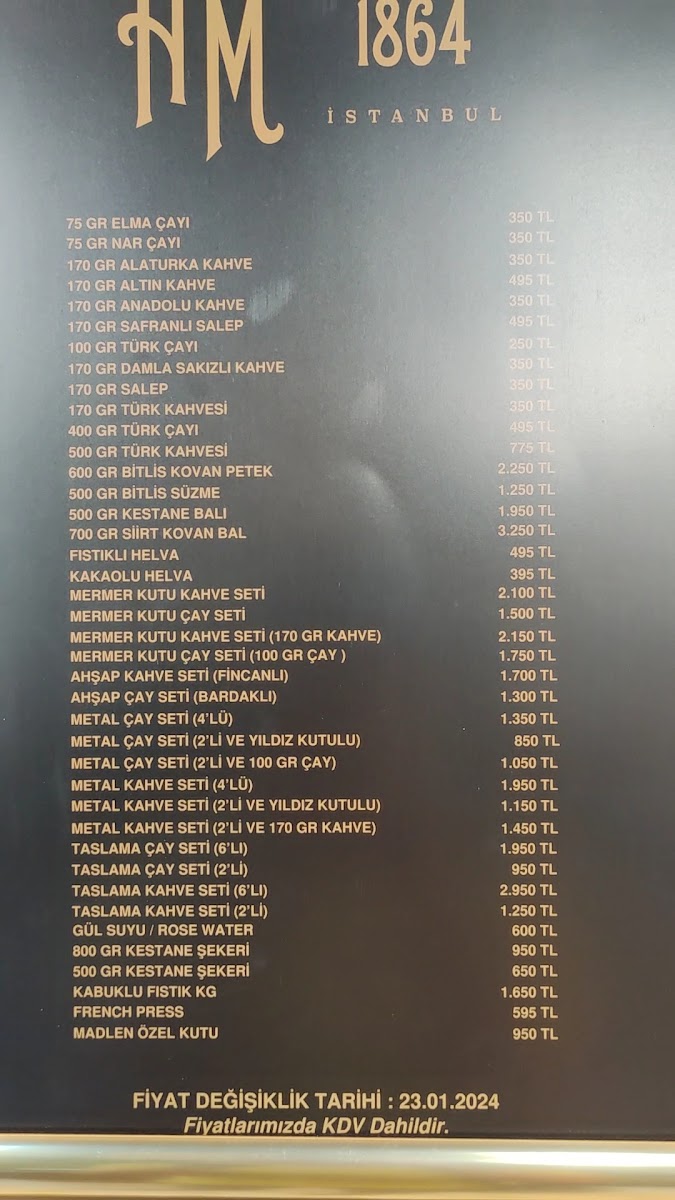 HM 1864
İSTANBUL
75 GR ELMA ÇAYI 350 TL
75 GR NAR ÇAYI 350 TL
170 GR ALATURKA KAHVE 350 TL
170 GR ALTIN KAHVE 495 TL
170 GR ANADOLU KAHVE 350 TL
170 GR SAFRANLI SALEP 495 TL
100 GR TÜRK ÇAYI 250 TL
170 GR DAMLA SAKIZLI KAHVE 350 TL
170 GR SALEP 350 TL
170 GR TÜRK KAHVESİ 350 TL
400 GR TÜRK ÇAYI 495 TL
500 GR TÜRK KAHVESİ 775 TL
600 GR BİTLİS KOVAN PETEK 2.250 TL
500 GR BİTLİS SÜZME 1.250 TL
500 GR KESTANE BALI 1.950 TL
700 GR SİİRT KOVAN BAL 3.250 TL
FISTIKLI HELVA 495 TL
KAKAOLU HELVA 395 TL
MERMER KUTU KAHVE SETİ 2.100 TL
MERMER KUTU ÇAY SETİ 1.500 TL
MERMER KUTU KAHVE SETİ (170 GR KAHVE) 2.150 TL
MERMER KUTU ÇAY SETİ (100 GR ÇAY ) 1.750 TL
AHŞAP KAHVE SETİ (FİNCANLI) 1.700 TL
AHŞAP ÇAY SETİ (BARDAKLI) 1.300 TL
METAL ÇAY SETİ (4'LÜ) 1.350 TL
METAL ÇAY SETİ (2'Lİ VE YILDIZ KUTULU) 850 TL
METAL ÇAY SETİ (2'Lİ VE 100 GR ÇAY) 1.050 TL
METAL KAHVE SETİ (4'LÜ) 1.950 TL
METAL KAHVE SETİ (2'Lİ VE YILDIZ KUTULU) 1.150 TL
METAL KAHVE SETİ (2'Lİ VE 170 GR KAHVE) 1.450 TL
TASLAMA ÇAY SETİ (6'LI) 1.950 TL
TASLAMA ÇAY SETİ (2'Lİ) 950 TL
TASLAMA KAHVE SETİ (6'LI) 2.950 TL
TASLAMA KAHVE SETİ (2'Lİ) 1.250 TL
GÜL SUYU / ROSE WATER 600 TL
800 GR KESTANE ŞEKERİ 950 TL
500 GR KESTANE ŞEKERİ 650 TL
KABUKLU FISTIK KG 1.650 TL
FRENCH PRESS 595 TL
MADLEN ÖZEL KUTU 950 TL
FİYAT DEĞİŞİKLİK TARİHİ : 23.01.2024
Fiyatlarımızda KDV Dahildir.